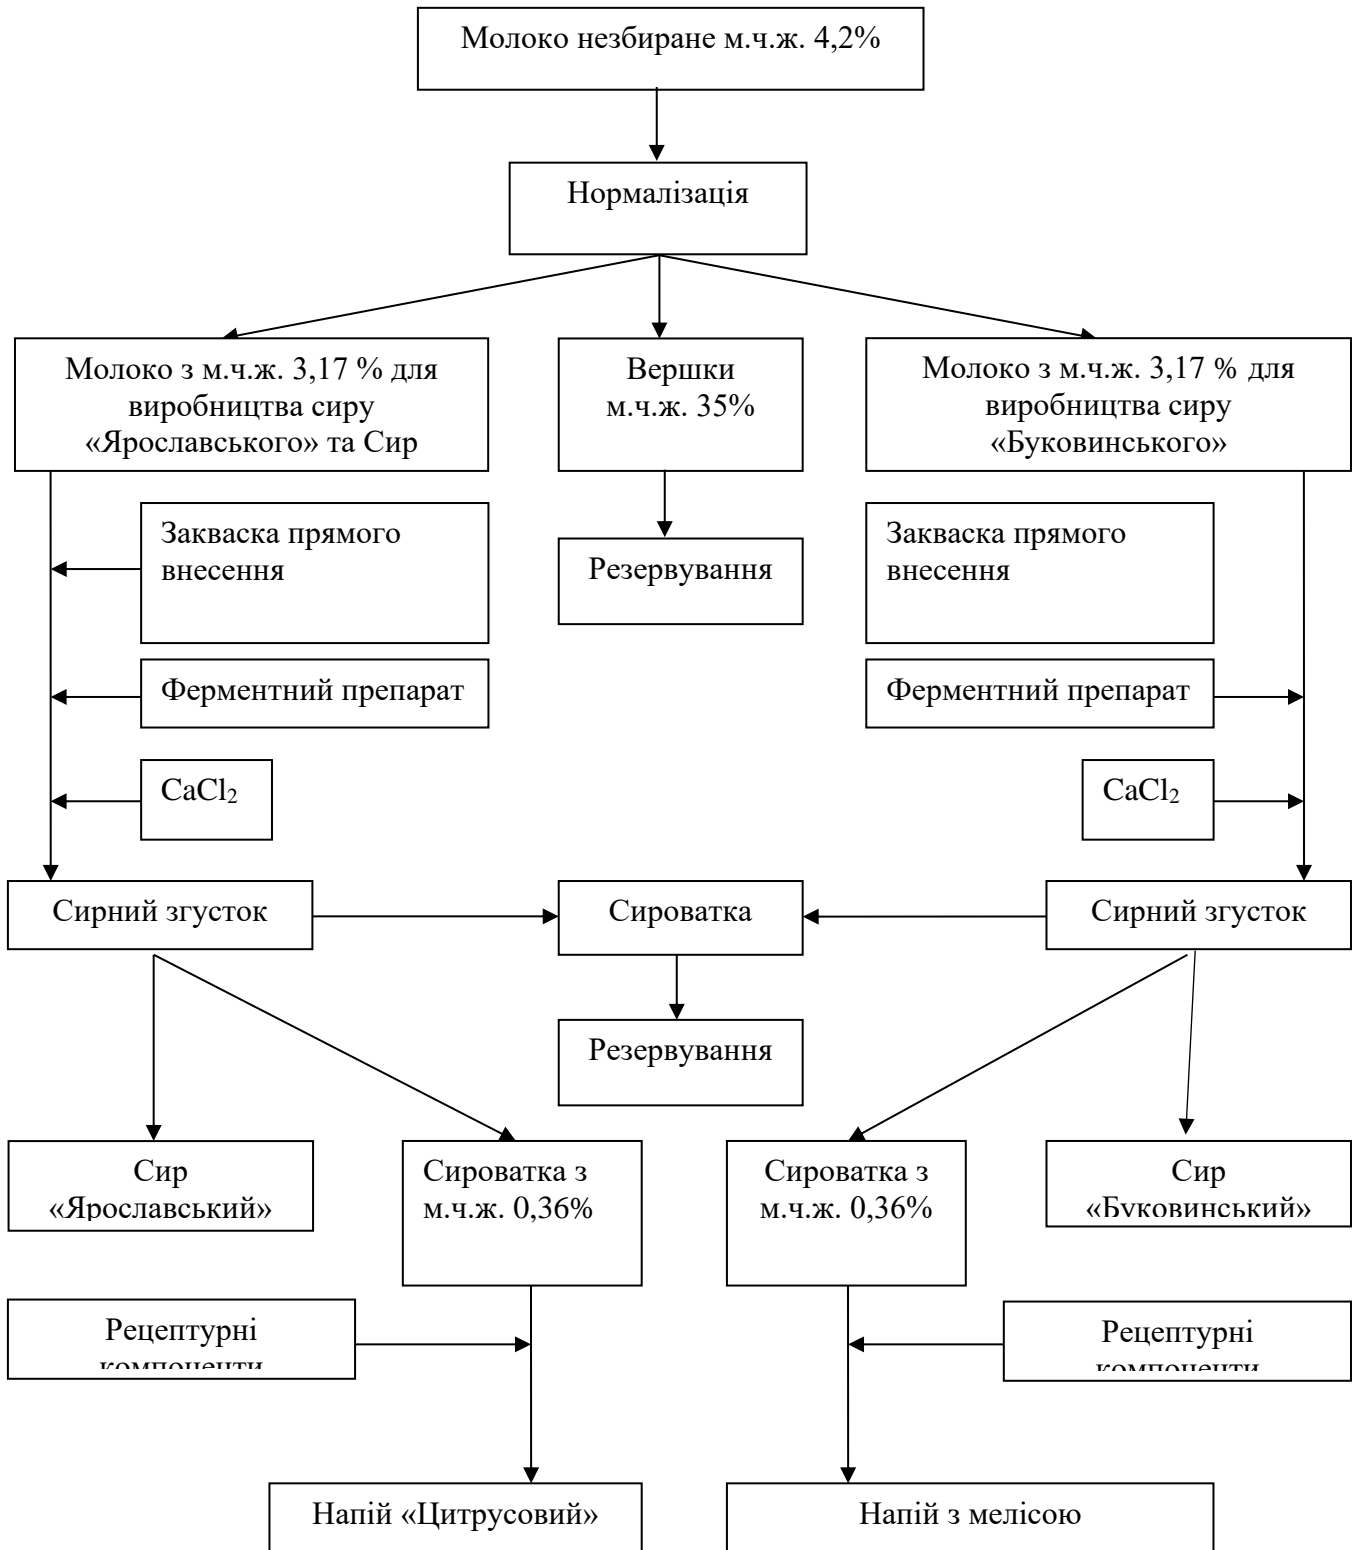 Молоко незбиране м.ч.ж. 4,2%
Нормалізація
Молоко з м.ч.ж. 3,17 % для
виробництва сиру
«Ярославського» та Сир
Вершки
м.ч.ж. 35%
Молоко з м.ч.ж. 3,17 % для
виробництва сиру
«Буковинського»
Закваска прямого
внесення
Резервування
Закваска прямого
внесення
Ферментний препарат
Ферментний препарат
CaCl₂
CaCl₂
Сирний згусток
Сироватка
Сирний згусток
Резервування
Сир
«Ярославський»
Сироватка з
м.ч.ж. 0,36%
Сироватка з
м.ч.ж. 0,36%
Сир
«Буковинський»
Рецептурні
компоненти
Рецептурні
компоненти
Напій «Цитрусовий»
Напій з мелісою